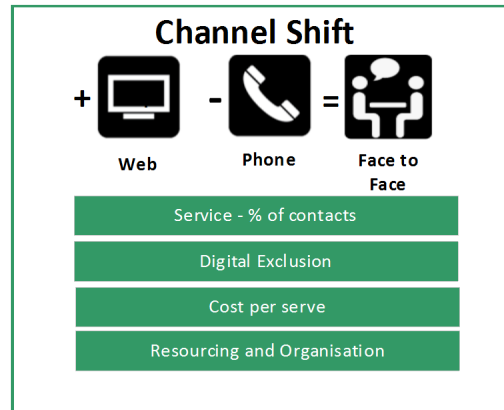 Channel Shift
+ - =
Web Phone Face to
Face
Service - % of contacts
Digital Exclusion
Cost per serve
Resourcing and Organisation